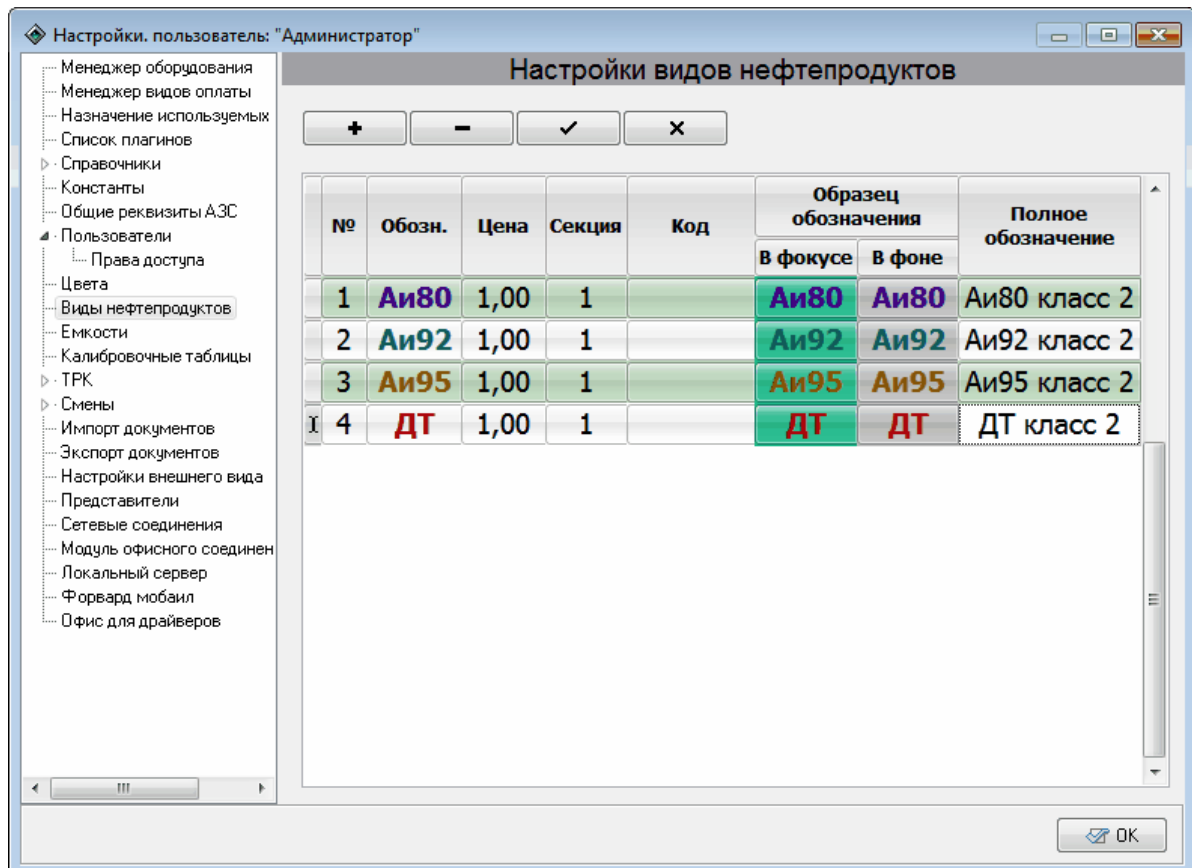 Настройки. пользователь: "Администратор"
Менеджер оборудования
Менеджер видов оплаты
Назначение используемых
Список плагинов
Справочники
Константы
Общие реквизиты АЗС
Пользователи
Права доступа
Цвета
Виды нефтепродуктов
Емкости
Калибровочные таблицы
ТРК
Смены
Импорт документов
Экспорт документов
Настройки внешнего вида
Представители
Сетевые соединения
Модуль офисного соединен
Локальный сервер
Форвард мобаил
Офис для драйверов
Настройки видов нефтепродуктов
№ Обозн. Цена Секция Код Образец обозначения Полное обозначение
В фокусе В фоне
1 Аи80 1,00 1 Аи80 Аи80 Аи80 класс 2
2 Аи92 1,00 1 Аи92 Аи92 Аи92 класс 2
3 Аи95 1,00 1 Аи95 Аи95 Аи95 класс 2
4 ДТ 1,00 1 ДТ ДТ ДТ класс 2
OK